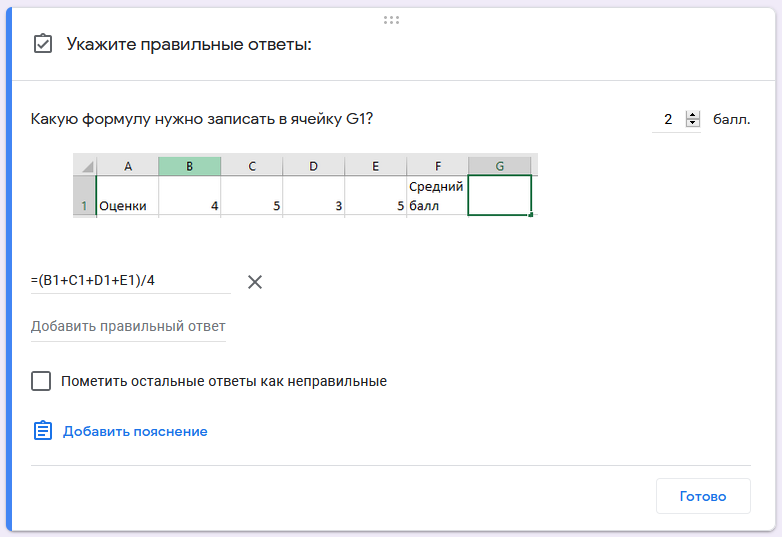 Укажите правильные ответы:
Какую формулу нужно записать в ячейку G1?
2 балл.
A B C D E F G
1 Оценки 4 5 3 5 Средний балл
=(B1+C1+D1+E1)/4
Добавить правильный ответ
Пометить остальные ответы как неправильные
Добавить пояснение
Готово